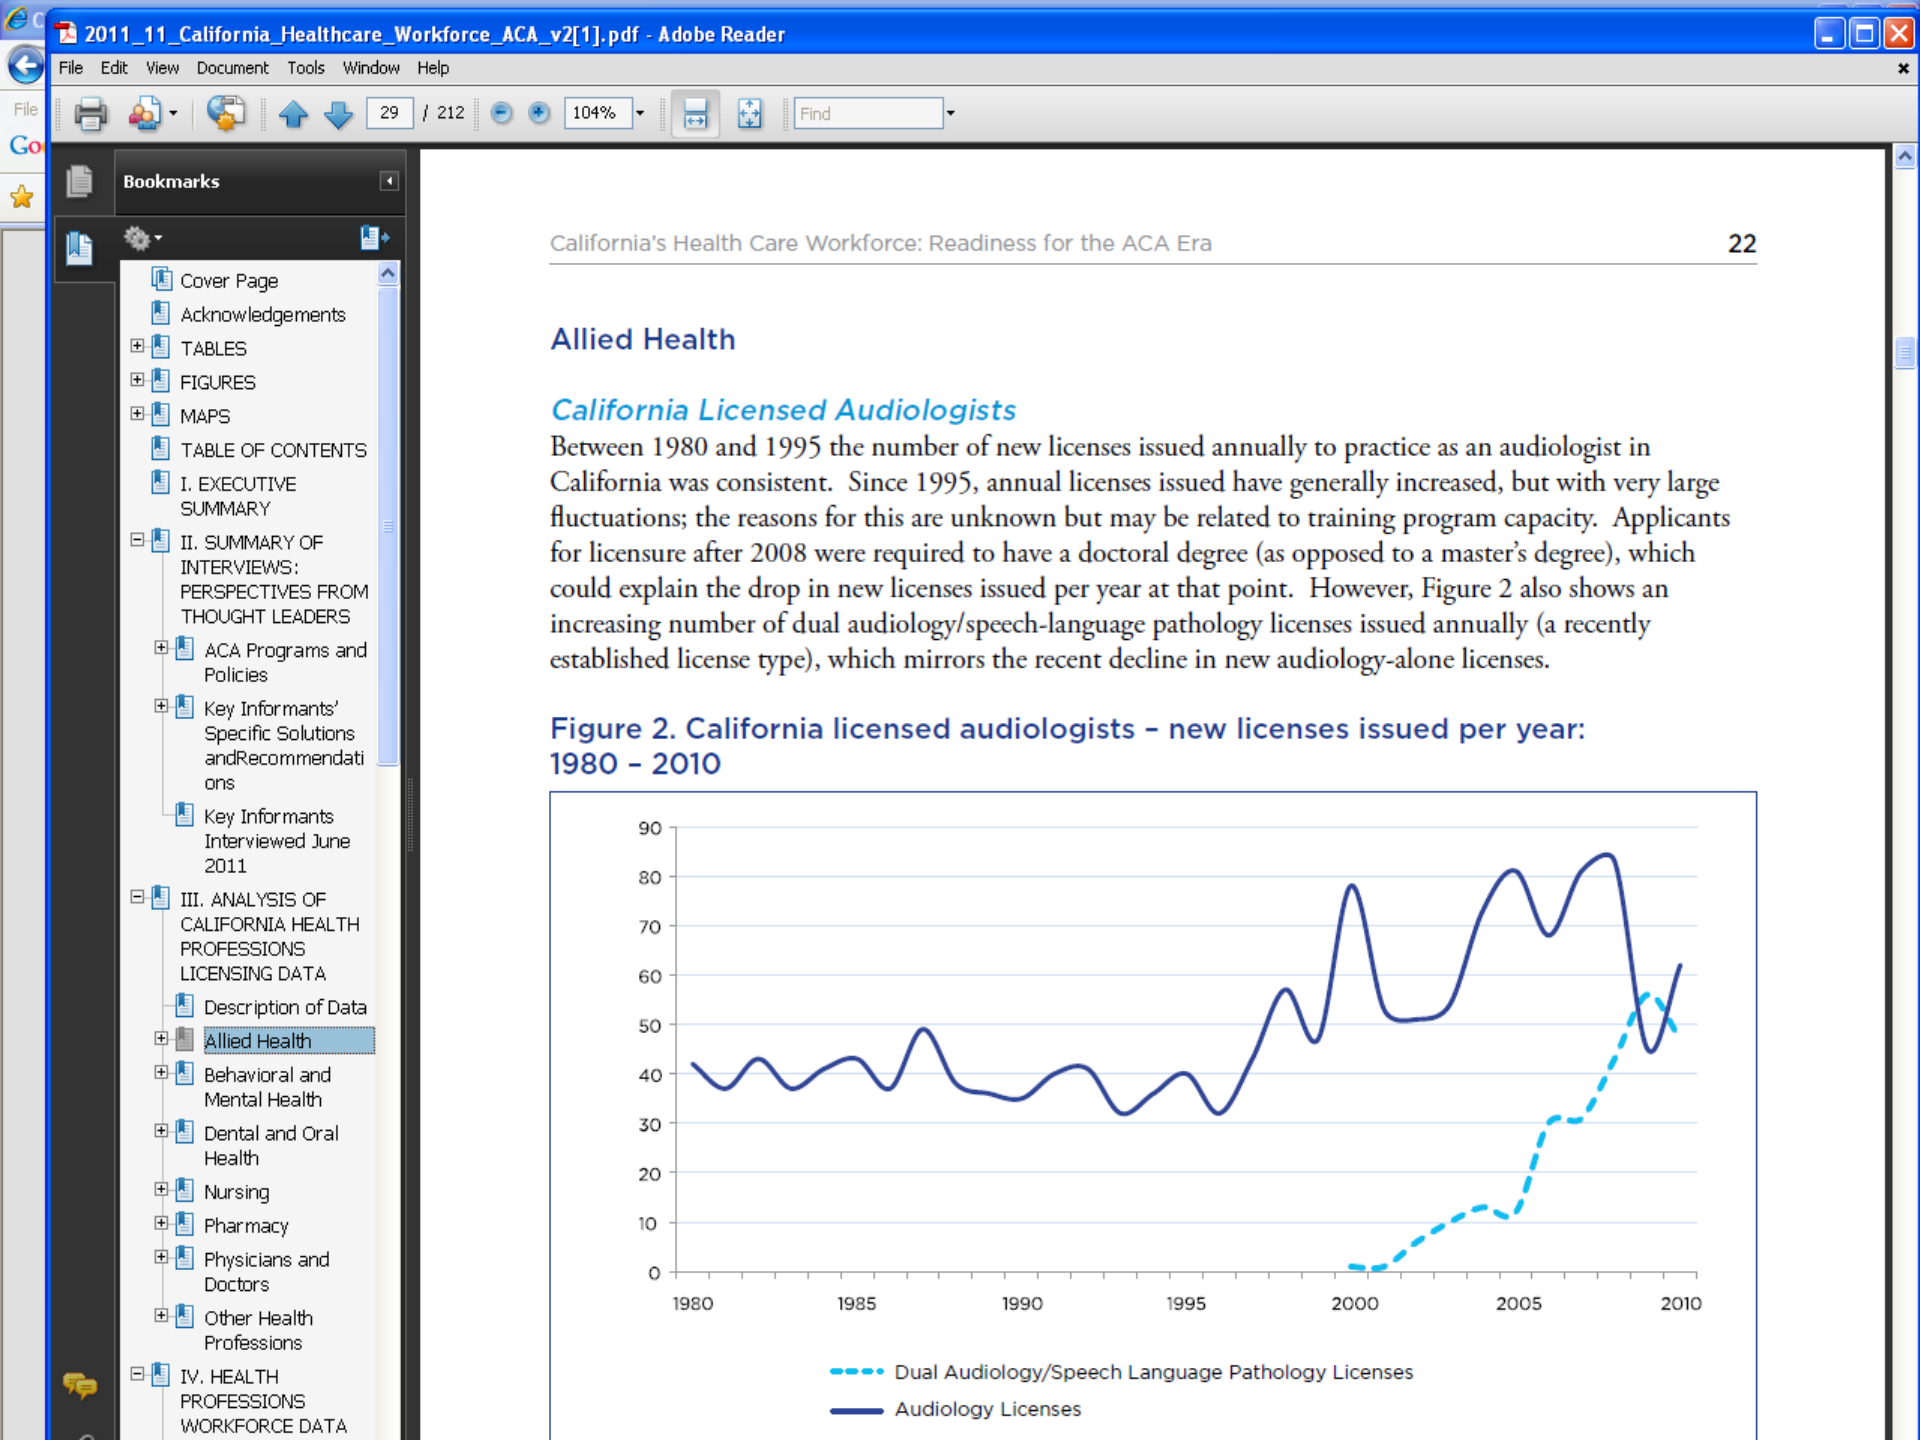 2011_11_California_Healthcare_Workforce_ACA_v2[1].pdf - Adobe Reader
File Edit View Document Tools Window Help
File
29 / 212 104% Find
Bookmarks
Cover Page
Acknowledgements
TABLES
FIGURES
MAPS
TABLE OF CONTENTS
I. EXECUTIVE
SUMMARY
II. SUMMARY OF
INTERVIEWS:
PERSPECTIVES FROM
THOUGHT LEADERS
ACA Programs and
Policies
Key Informants'
Specific Solutions
andRecommendati
ons
Key Informants
Interviewed June
2011
III. ANALYSIS OF
CALIFORNIA HEALTH
PROFESSIONS
LICENSING DATA
Description of Data
Allied Health
Behavioral and
Mental Health
Dental and Oral
Health
Nursing
Pharmacy
Physicians and
Doctors
Other Health
Professions
IV. HEALTH
PROFESSIONS
WORKFORCE DATA
California's Health Care Workforce: Readiness for the ACA Era 22
Allied Health
California Licensed Audiologists
Between 1980 and 1995 the number of new licenses issued annually to practice as an audiologist in
California was consistent. Since 1995, annual licenses issued have generally increased, but with very large
fluctuations; the reasons for this are unknown but may be related to training program capacity. Applicants
for licensure after 2008 were required to have a doctoral degree (as opposed to a master's degree), which
could explain the drop in new licenses issued per year at that point. However, Figure 2 also shows an
increasing number of dual audiology/speech-language pathology licenses issued annually (a recently
established license type), which mirrors the recent decline in new audiology-alone licenses.
Figure 2. California licensed audiologists – new licenses issued per year:
1980 – 2010
90
80
70
60
50
40
30
20
10
0
1980 1985 1990 1995 2000 2005 2010
Dual Audiology/Speech Language Pathology Licenses
Audiology Licenses